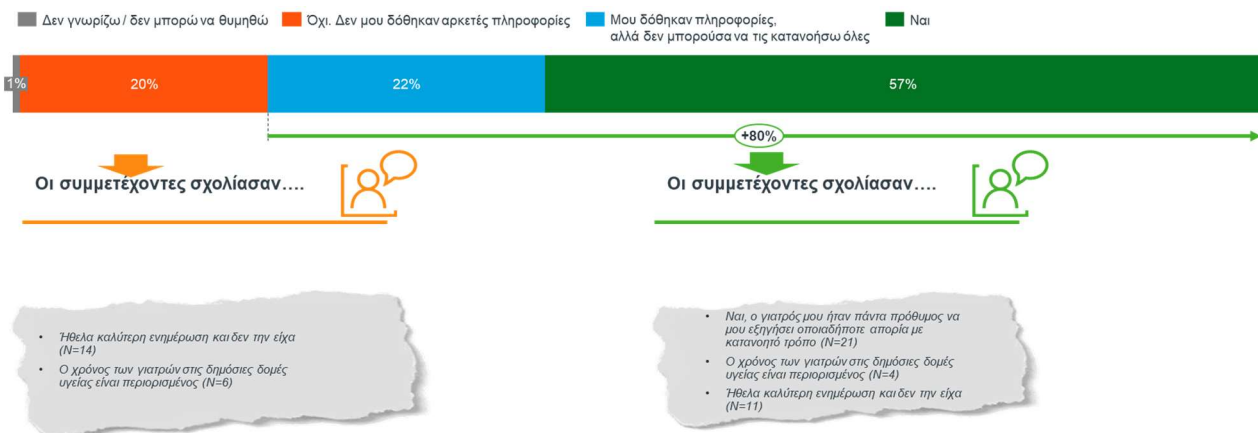 Δεν γνωρίζω / δεν μπορώ να θυμηθώ
Όχι. Δεν μου δόθηκαν αρκετές πληροφορίες
Μου δόθηκαν πληροφορίες,
αλλά δεν μπορούσα να τις κατανοήσω όλες
Ναι
1%
20%
22%
57%
+80%
Οι συμμετέχοντες σχολίασαν….
Οι συμμετέχοντες σχολίασαν….
• Ήθελα καλύτερη ενημέρωση και δεν την είχα
(N=14)
• Ο χρόνος των γιατρών στις δημόσιες δομές
υγείας είναι περιορισμένος (N=6)
• Ναι, ο γιατρός μου ήταν πάντα πρόθυμος να
μου εξηγήσει οποιαδήποτε απορία με
κατανοητό τρόπο (N=21)
• Ο χρόνος των γιατρών στις δημόσιες δομές
υγείας είναι περιορισμένος (N=4)
• Ήθελα καλύτερη ενημέρωση και δεν την είχα
(N=11)